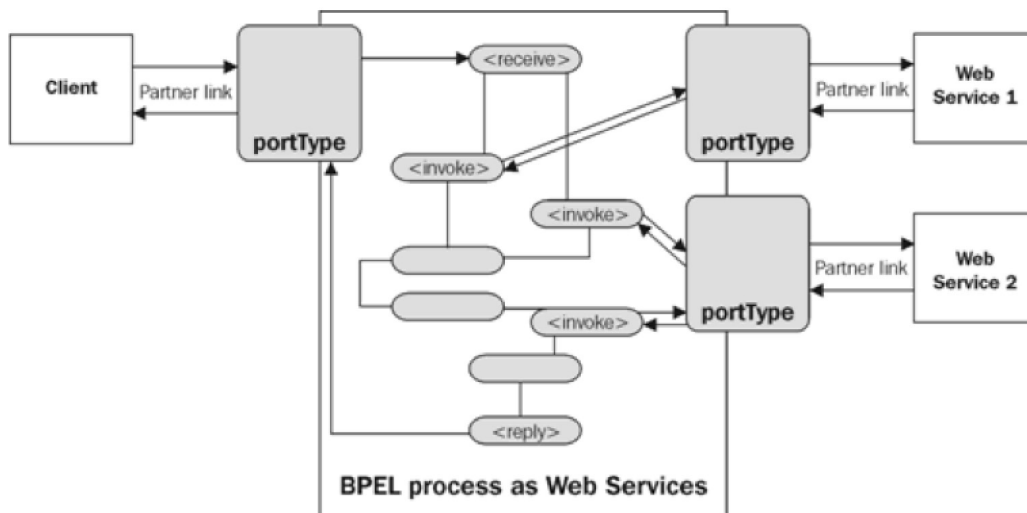 Client
Partner link
portType
<receive>
<invoke>
<invoke>
<invoke>
<reply>
portType
Partner link
Web
Service 1
portType
Partner link
Web
Service 2
BPEL process as Web Services